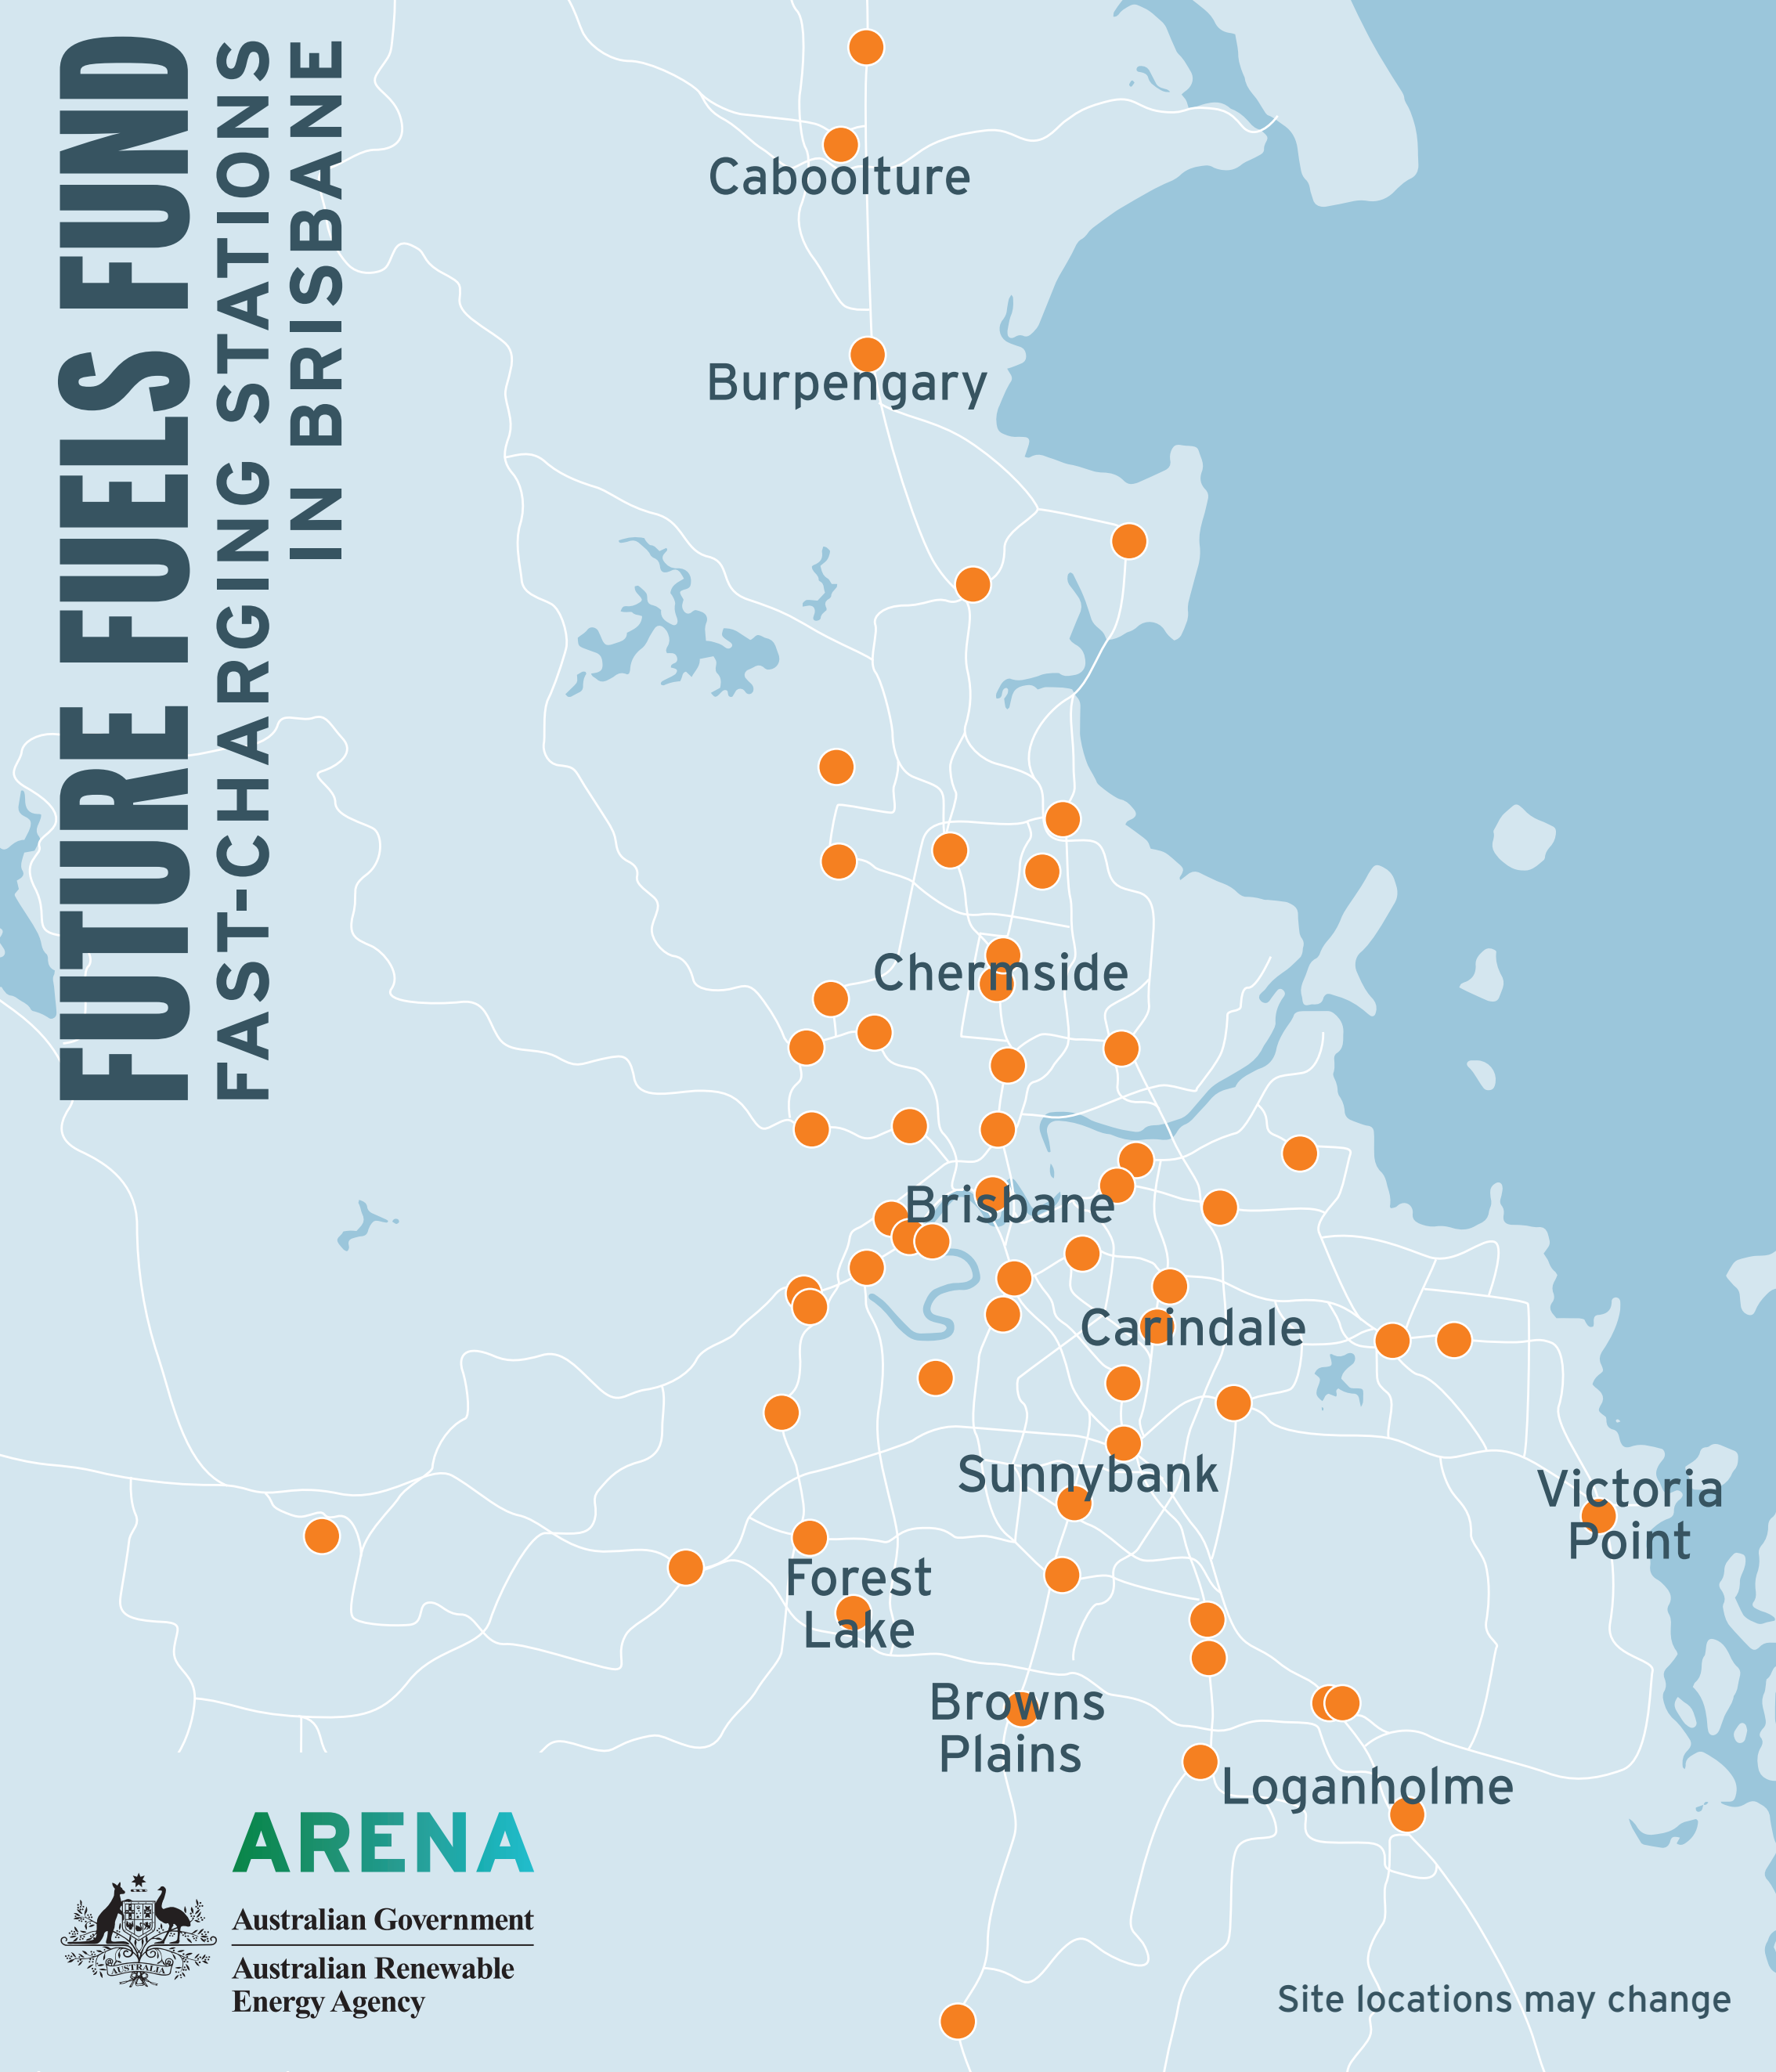 FUTURE FUELS FUND
FAST-CHARGING STATIONS
IN BRISBANE
Caboolture
Burpengary
Chermside
Brisbane
Carindale
Sunnybank
Victoria
Point
Forest
Lake
Browns
Plains
Loganholme
ARENA
AUSTRALIA
Australian Government
Australian Renewable
Energy Agency
Site locations may change